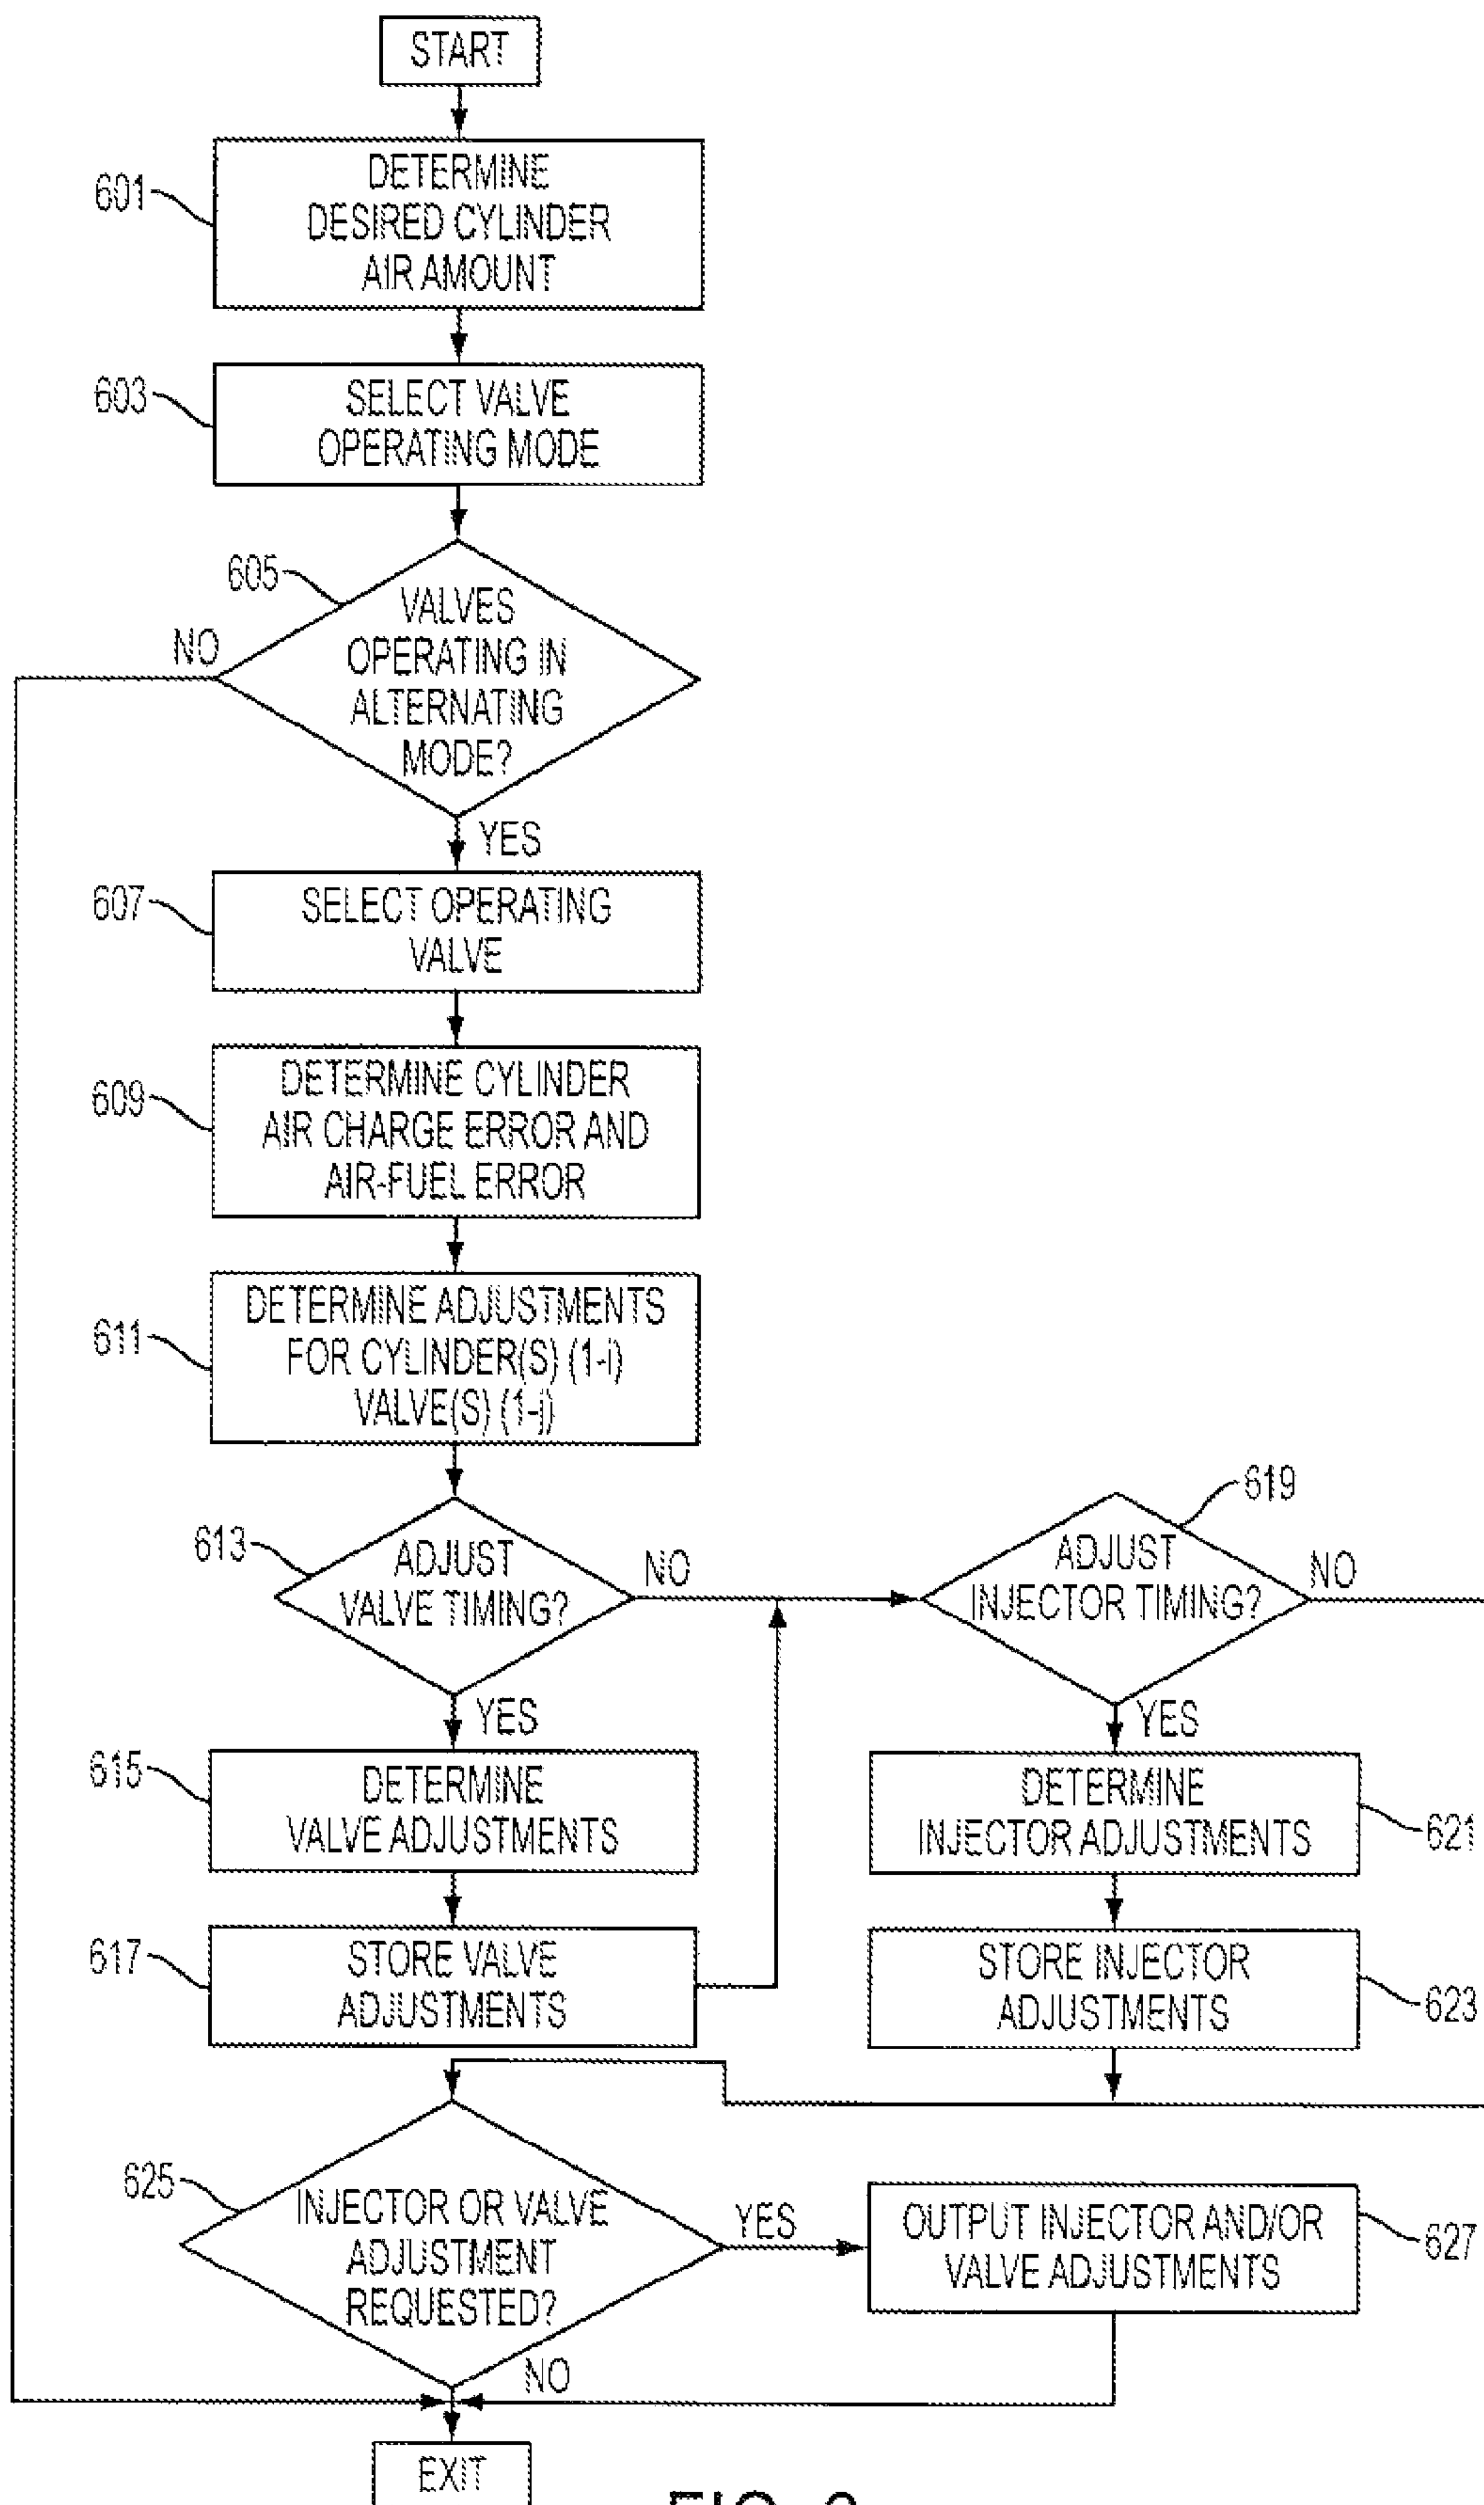 START
601
DETERMINE
DESIRED CYLINDER
AIR AMOUNT
603
SELECT VALVE
OPERATING MODE
605
VALVES
OPERATING IN
ALTERNATING
MODE?
NO
YES
607
SELECT OPERATING
VALVE
609
DETERMINE CYLINDER
AIR CHARGE ERROR AND
AIR-FUEL ERROR
611
DETERMINE ADJUSTMENTS
FOR CYLINDER(S) (1-i)
VALVE(S) (1-j)
613
ADJUST
VALVE TIMING?
NO
YES
619
ADJUST
INJECTOR TIMING?
NO
YES
615
DETERMINE
VALVE ADJUSTMENTS
621
DETERMINE
INJECTOR ADJUSTMENTS
617
STORE VALVE
ADJUSTMENTS
623
STORE INJECTOR
ADJUSTMENTS
625
INJECTOR OR VALVE
ADJUSTMENT
REQUESTED?
YES
NO
627
OUTPUT INJECTOR AND/OR
VALVE ADJUSTMENTS
EXIT